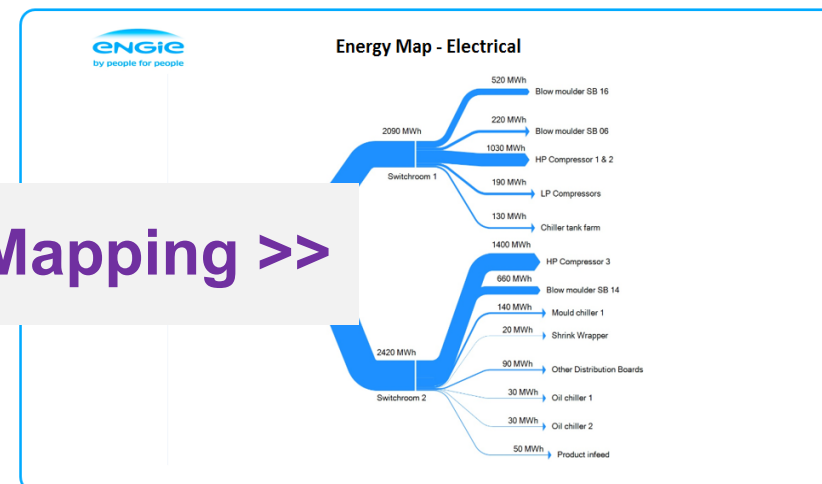 ENGIE
by people for people
Energy Map - Electrical
520 MWh
Blow moulder SB 16
220 MWh
Blow moulder SB 06
2090 MWh
1030 MWh
HP Compressor 1 & 2
Switchroom 1
190 MWh
LP Compressors
130 MWh
Chiller tank farm
Mapping >>
1400 MWh
HP Compressor 3
660 MWh
Blow moulder SB 14
140 MWh
Mould chiller 1
20 MWh
Shrink Wrapper
2420 MWh
90 MWh
Other Distribution Boards
Switchroom 2
30 MWh
Oil chiller 1
30 MWh
Oil chiller 2
50 MWh
Product infeed